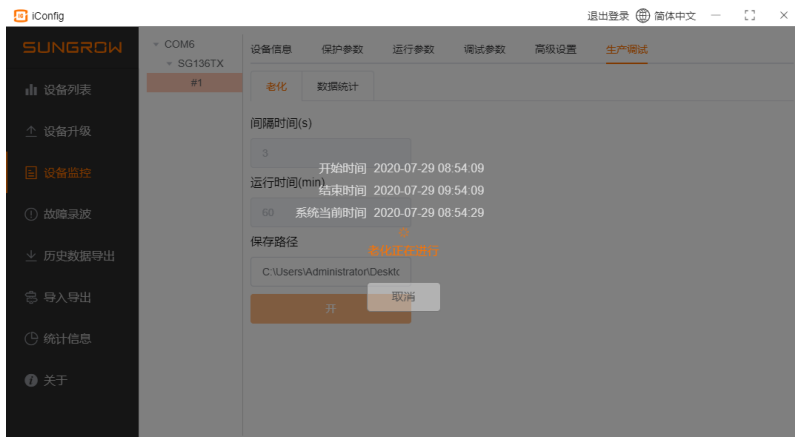 iConfig
退出登录 简体中文
SUNGROW
设备列表
设备升级
设备监控
故障录波
历史数据导出
导入导出
统计信息
关于
COM6
SG136TX
#1
设备信息 保护参数 运行参数 调试参数 高级设置 生产调试
老化 数据统计
间隔时间(s)
3
运行时间(min)
60
保存路径
C:\Users\Administrator\Deskto
开
开始时间 2020-07-29 08:54:09
结束时间 2020-07-29 09:54:09
系统当前时间 2020-07-29 08:54:29
老化正在进行
取消